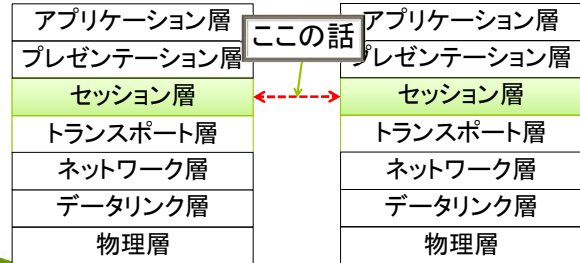 アプリケーション層
プレゼンテーション層
セッション層
トランスポート層
ネットワーク層
データリンク層
物理層
ここの話
アプリケーション層
プレゼンテーション層
セッション層
トランスポート層
ネットワーク層
データリンク層
物理層